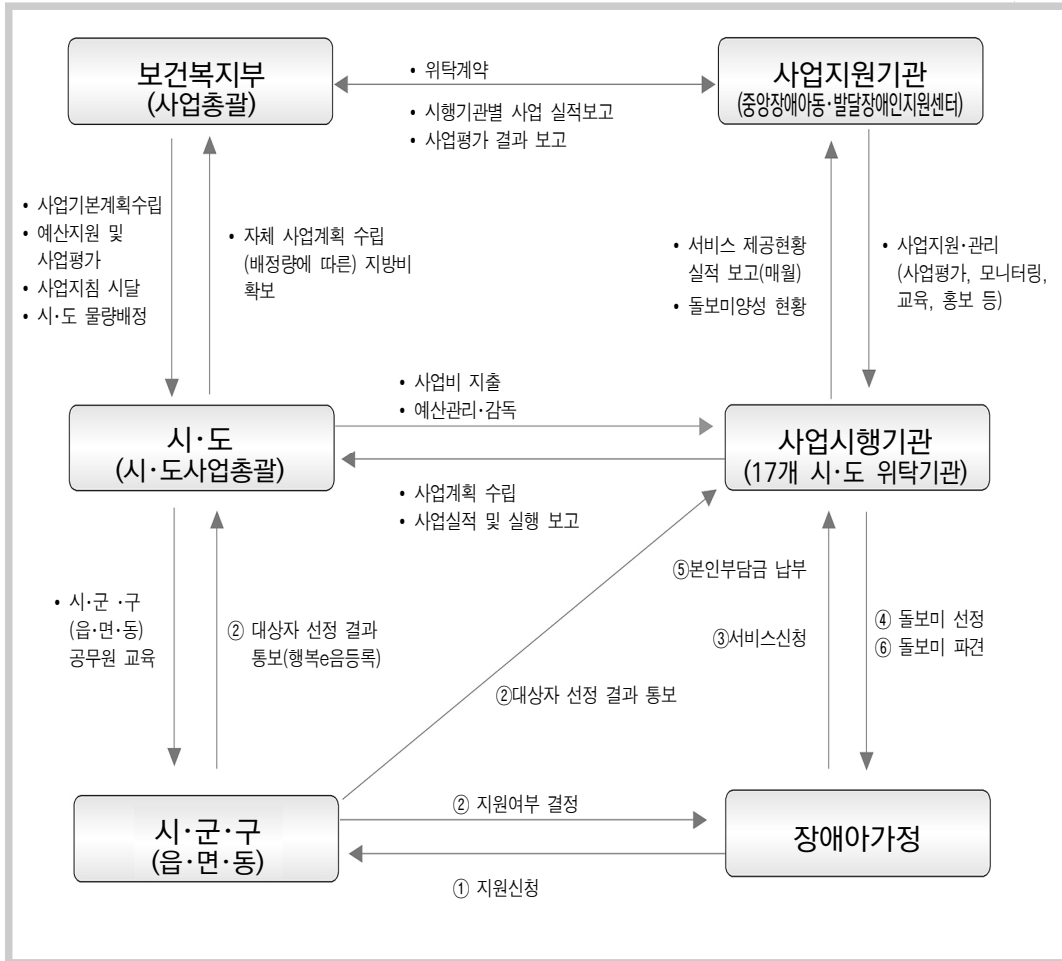 보건복지부
(사업총괄)
• 위탁계약
• 시행기관별 사업 실적보고
• 사업평가 결과 보고
사업지원기관
(중앙장애아동·발달장애인지원센터)
• 사업기본계획수립
• 예산지원 및
사업평가
• 사업지침 시달
• 시·도 물량배정
• 자체 사업계획 수립
(배정량에 따른) 지방비
확보
• 서비스 제공현황
실적 보고(매월)
• 돌보미양성 현황
• 사업지원·관리
(사업평가, 모니터링,
교육, 홍보 등)
• 사업비 지출
• 예산관리·감독
시·도
(시·도사업총괄)
사업시행기관
(17개 시·도 위탁기관)
• 사업계획 수립
• 사업실적 및 실행 보고
• 시·군 ·구
(읍·면·동)
공무원 교육
② 대상자 선정 결과
통보(행복e음등록)
⑤본인부담금 납부
③서비스신청
④ 돌보미 선정
⑥ 돌보미 파견
②대상자 선정 결과 통보
② 지원여부 결정
시·군·구
(읍·면·동)
장애아가정
① 지원신청